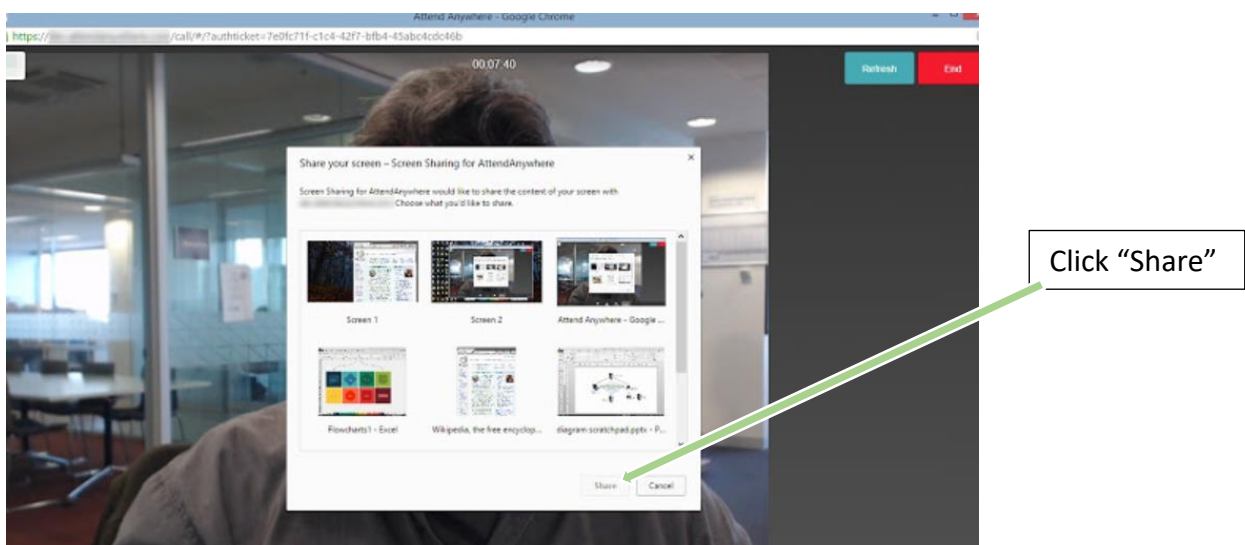 Attend Anywhere - Google Chrome
https:// /call/#/?authticket=7e0fc71f-c1c4-42f7-bfb4-45abc4cdc46b
00:07:40
Refresh
End
Share your screen – Screen Sharing for AttendAnywhere
Screen Sharing for AttendAnywhere would like to share the content of your screen with
Choose what you'd like to share.
Screen 1
Screen 2
Attend Anywhere - Google ...
Flowcharts1 - Excel
Wikipedia, the free encyclop...
diagram scratchpad.pptx - P...
Share
Cancel
Click “Share”